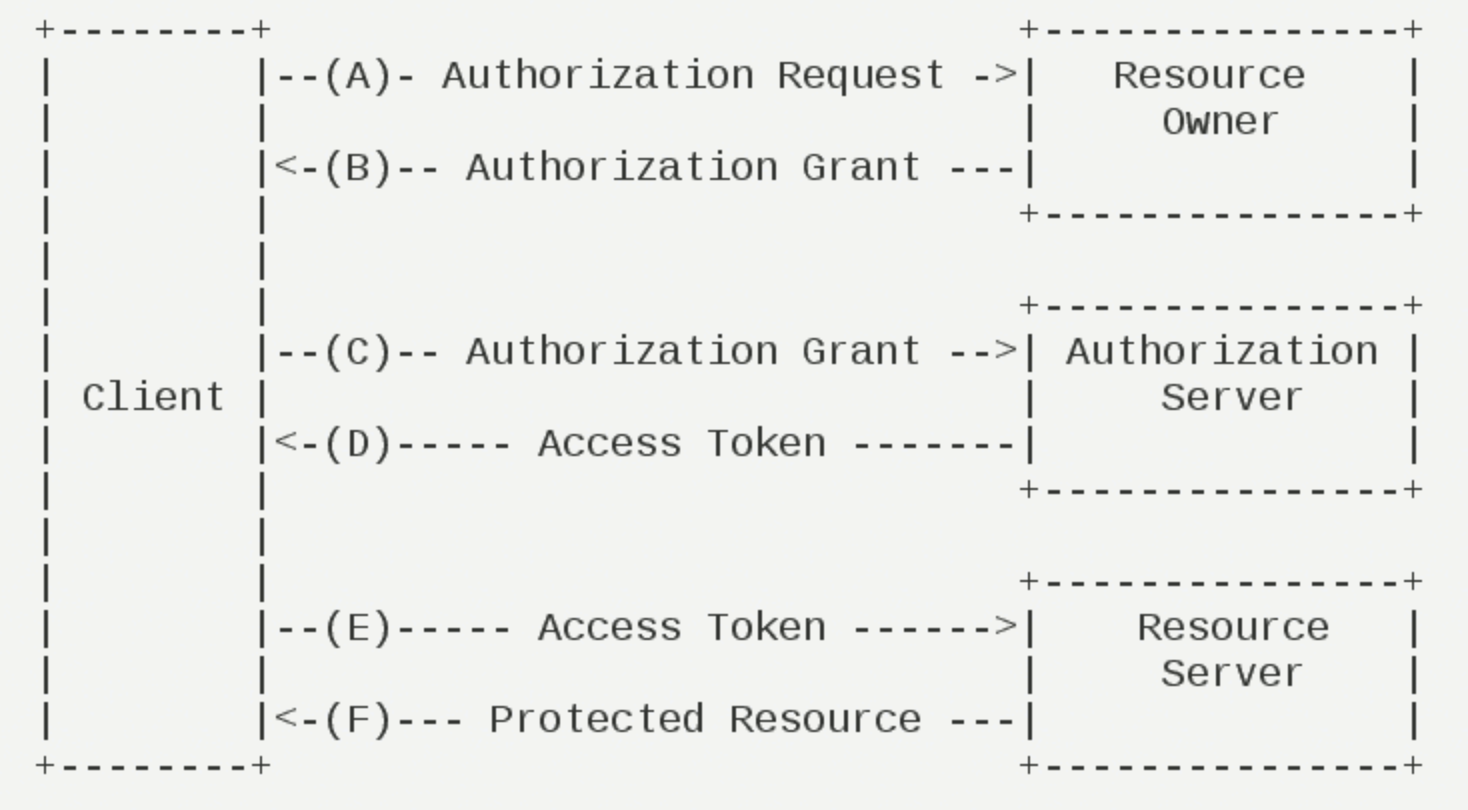 +--------+                               +---------------+
|        |--(A)- Authorization Request ->|   Resource    |
|        |                               |     Owner     |
|        |<-(B)-- Authorization Grant ---|               |
|        |                               +---------------+
|        |
|        |                               +---------------+
|        |--(C)-- Authorization Grant -->| Authorization |
| Client |                               |     Server    |
|        |<-(D)----- Access Token -------|               |
|        |                               +---------------+
|        |
|        |                               +---------------+
|        |--(E)----- Access Token ------>|    Resource   |
|        |                               |     Server    |
|        |<-(F)--- Protected Resource ---|               |
+--------+                               +---------------+